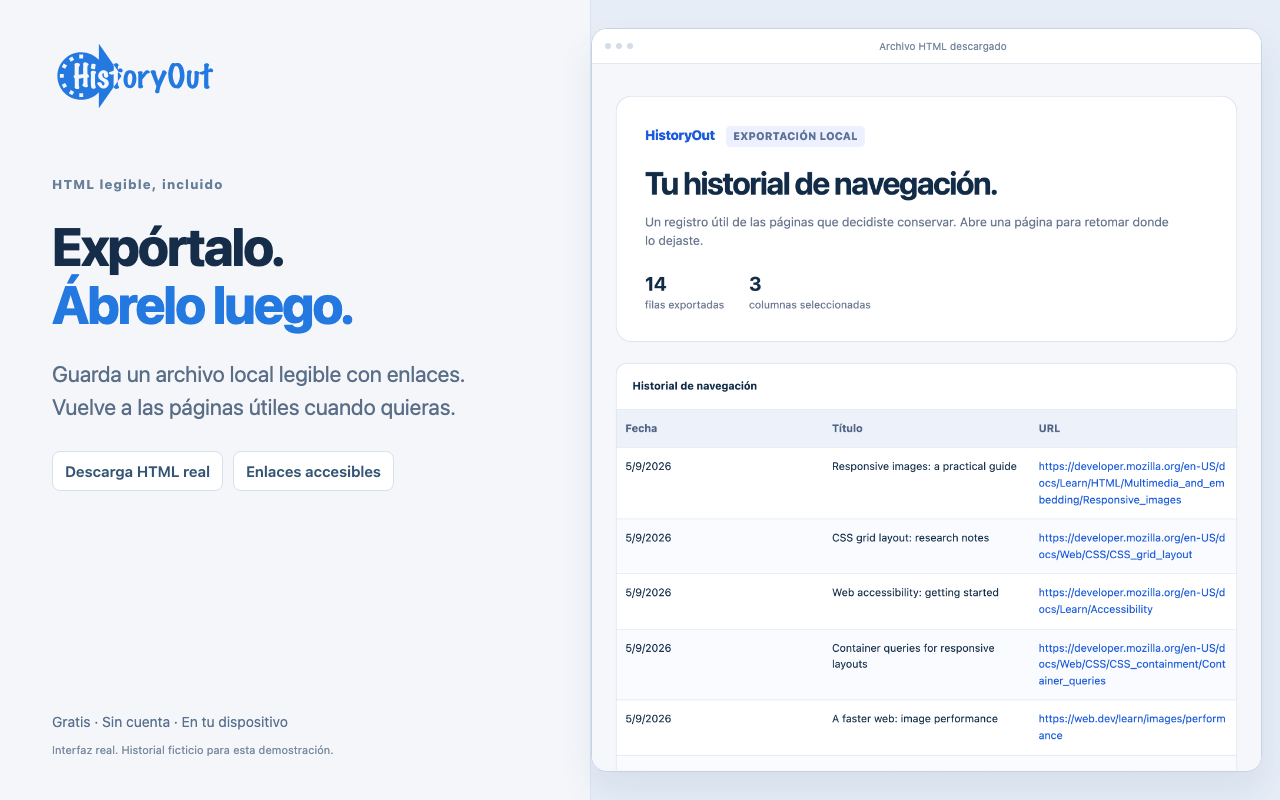 HistoryOut
HTML legible, incluido
Expórtalo.
Ábrelo luego.
Guarda un archivo local legible con enlaces.
Vuelve a las páginas útiles cuando quieras.
Descarga HTML real
Enlaces accesibles
Gratis · Sin cuenta · En tu dispositivo
Interfaz real. Historial ficticio para esta demostración.
Archivo HTML descargado
HistoryOut EXPORTACIÓN LOCAL
Tu historial de navegación.
Un registro útil de las páginas que decidiste conservar. Abre una página para retomar donde
lo dejaste.
14 3
filas exportadas columnas seleccionadas
Historial de navegación
Fecha Título URL
5/9/2026 Responsive images: a practical guide https://developer.mozilla.org/en-US/d
ocs/Learn/HTML/Multimedia_and_em
bedding/Responsive_images
5/9/2026 CSS grid layout: research notes https://developer.mozilla.org/en-US/d
ocs/Web/CSS/CSS_grid_layout
5/9/2026 Web accessibility: getting started https://developer.mozilla.org/en-US/d
ocs/Learn/Accessibility
5/9/2026 Container queries for responsive https://developer.mozilla.org/en-US/d
layouts ocs/Web/CSS/CSS_containment/Cont
ainer_queries
5/9/2026 A faster web: image performance https://web.dev/learn/images/perform
ance